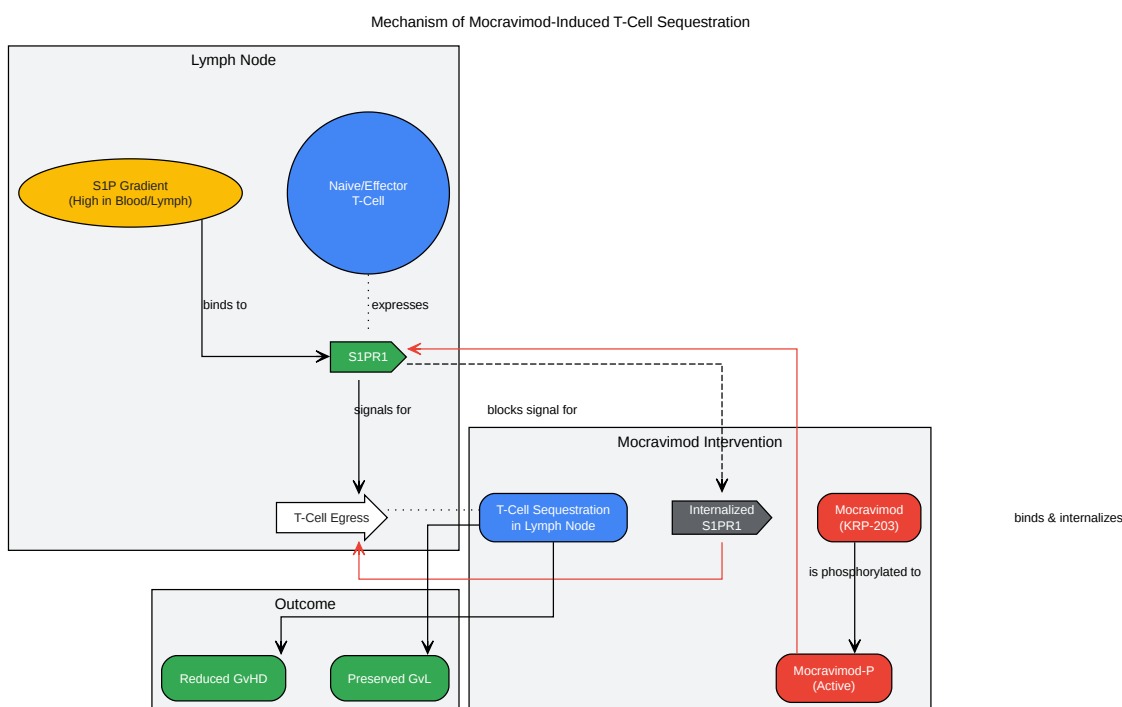 Mechanism of Mocravimod-Induced T-Cell Sequestration
Lymph Node
S1P Gradient
(High in Blood/Lymph)
Naive/Effector
T-Cell
binds to
expresses
S1PR1
signals for
blocks signal for
Mocravimod Intervention
T-Cell Egress
T-Cell Sequestration
in Lymph Node
Internalized
S1PR1
Mocravimod
(KRP-203)
binds & internalizes
is phosphorylated to
Outcome
Reduced GvHD
Preserved GvL
Mocravimod-P
(Active)